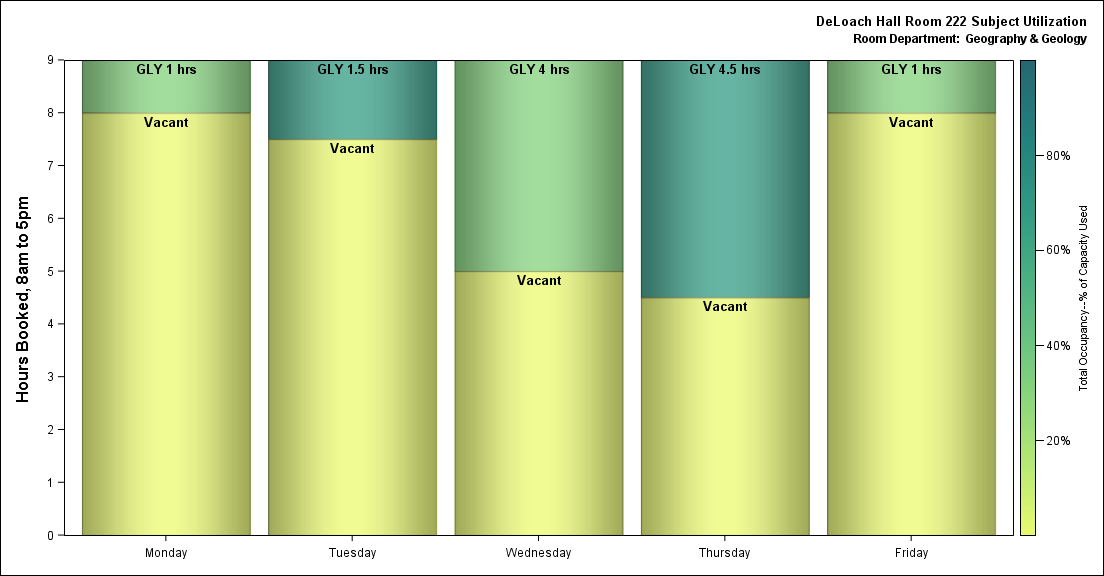 DeLoach Hall Room 222 Subject Utilization
Room Department: Geography & Geology
Hours Booked, 8am to 5pm
9
8
7
6
5
4
3
2
1
0
GLY 1 hrs
Vacant
GLY 1.5 hrs
Vacant
GLY 4 hrs
Vacant
GLY 4.5 hrs
Vacant
GLY 1 hrs
Vacant
Monday
Tuesday
Wednesday
Thursday
Friday
80%
60%
40%
20%
Total Occupancy--% of Capacity Used